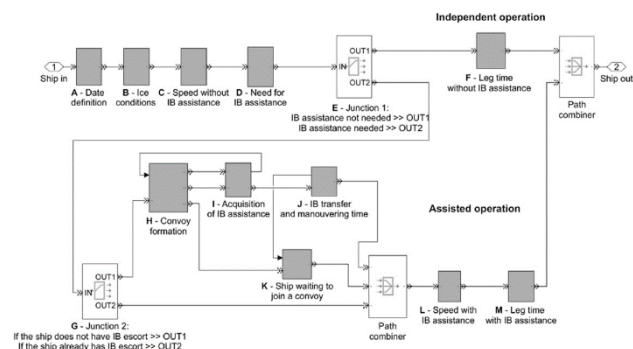 Independent operation
1
Ship in
A - Date
definition
B - Ice
conditions
C - Speed without
IB assistance
D - Need for
IB assistance
IN
OUT1
OUT2
E - Junction 1:
IB assistance not needed >> OUT1
IB assistance needed >> OUT2
F - Leg time
without IB assistance
Path
combiner
2
Ship out
Assisted operation
H - Convoy
formation
I - Acquisition
of IB assistance
J - IB transfer
and manouvering time
K - Ship waiting to
join a convoy
IN
OUT1
OUT2
G - Junction 2:
If the ship does not have IB escort >> OUT1
If the ship already has IB escort >> OUT2
Path
combiner
L - Speed with
IB assistance
M - Leg time
with IB assistance